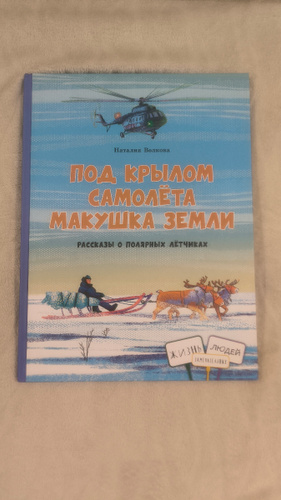 Наталия Волкова
ПОД КРЫЛОМ
САМОЛЁТА
МАКУШКА ЗЕМЛИ
РАССКАЗЫ О ПОЛЯРНЫХ ЛЁТЧИКАХ
ЖИЗНЬ
ЛЮДЕЙ